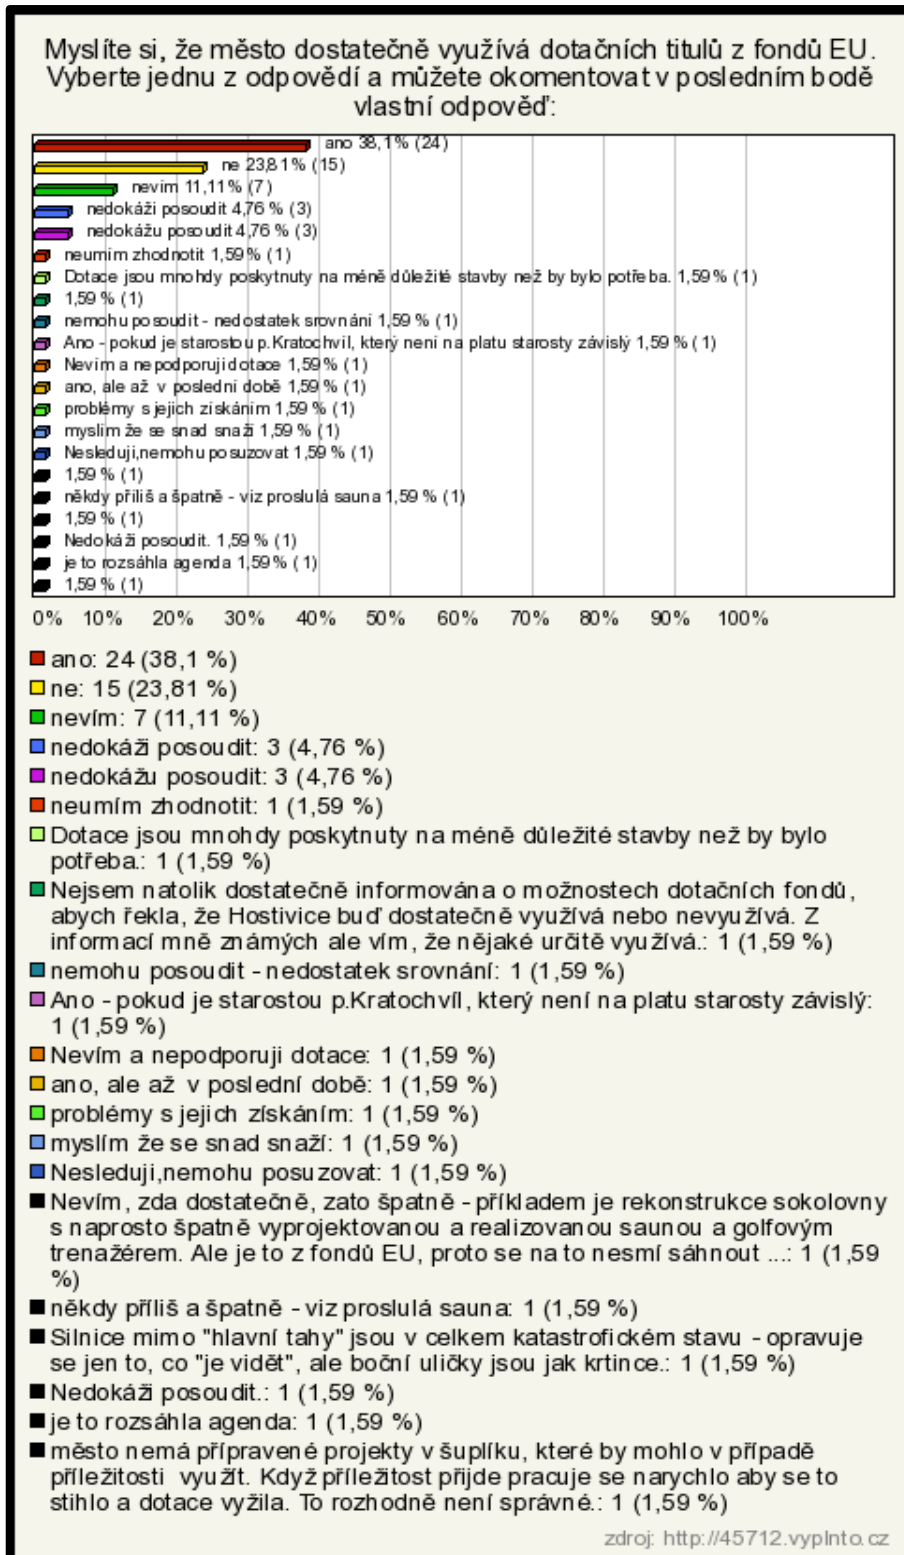 Myslíte si, že město dostatečně využívá dotačních titulů z fondů EU.
Vyberte jednu z odpovědí a můžete okomentovat v posledním bodě
vlastní odpověď:
ano 38,1% (24)
ne 23,81% (15)
nevím 11,11% (7)
nedokáži posoudit 4,76 % (3)
nedokážu posoudit 4,76 % (3)
neumím zhodnotit 1,59 % (1)
Dotace jsou mnohdy poskytnuty na méně důležité stavby než by bylo potřeba. 1,59 % (1)
1,59 % (1)
nemohu posoudit - nedostatek srovnání 1,59 % (1)
Ano - pokud je starostou p.Kratochvíl, který není na platu starosty závislý 1,59 % (1)
Nevím a nepodporuji dotace 1,59 % (1)
ano, ale až v poslední době 1,59 % (1)
problémy s jejich získáním 1,59 % (1)
myslím že se snad snaží 1,59 % (1)
Nesleduji,nemohu posuzovat 1,59 % (1)
1,59 % (1)
někdy příliš a špatně - viz proslulá sauna 1,59 % (1)
1,59 % (1)
Nedokáži posoudit. 1,59 % (1)
je to rozsáhla agenda 1,59 % (1)
1,59 % (1)
0% 10% 20% 30% 40% 50% 60% 70% 80% 90% 100%
ano: 24 (38,1 %)
ne: 15 (23,81 %)
nevím: 7 (11,11 %)
nedokáži posoudit: 3 (4,76 %)
nedokážu posoudit: 3 (4,76 %)
neumím zhodnotit: 1 (1,59 %)
Dotace jsou mnohdy poskytnuty na méně důležité stavby než by bylo
potřeba.: 1 (1,59 %)
Nejsem natolik dostatečně informována o možnostech dotačních fondů,
abych řekla, že Hostivice buď dostatečně využívá nebo nevyužívá. Z
informací mně známých ale vím, že nějaké určitě využívá.: 1 (1,59 %)
nemohu posoudit - nedostatek srovnání: 1 (1,59 %)
Ano - pokud je starostou p.Kratochvíl, který není na platu starosty závislý:
1 (1,59 %)
Nevím a nepodporuji dotace: 1 (1,59 %)
ano, ale až v poslední době: 1 (1,59 %)
problémy s jejich získáním: 1 (1,59 %)
myslím že se snad snaží: 1 (1,59 %)
Nesleduji,nemohu posuzovat: 1 (1,59 %)
Nevím, zda dostatečně, zato špatně - příkladem je rekonstrukce sokolovny
s naprosto špatně vyprojektovanou a realizovanou saunou a golfovým
trenažérem. Ale je to z fondů EU, proto se na to nesmí sáhnout ...: 1 (1,59
%)
někdy příliš a špatně - viz proslulá sauna: 1 (1,59 %)
Silnice mimo "hlavní tahy" jsou v celkem katastrofickém stavu - opravuje
se jen to, co "je vidět", ale boční uličky jsou jak krtince.: 1 (1,59 %)
Nedokáži posoudit.: 1 (1,59 %)
je to rozsáhla agenda: 1 (1,59 %)
město nemá přípravené projekty v šuplíku, které by mohlo v případě
příležitosti využít. Když příležitost přijde pracuje se narychlo aby se to
stihlo a dotace vyžila. To rozhodně není správné.: 1 (1,59 %)
zdroj: http://45712.vyplnto.cz